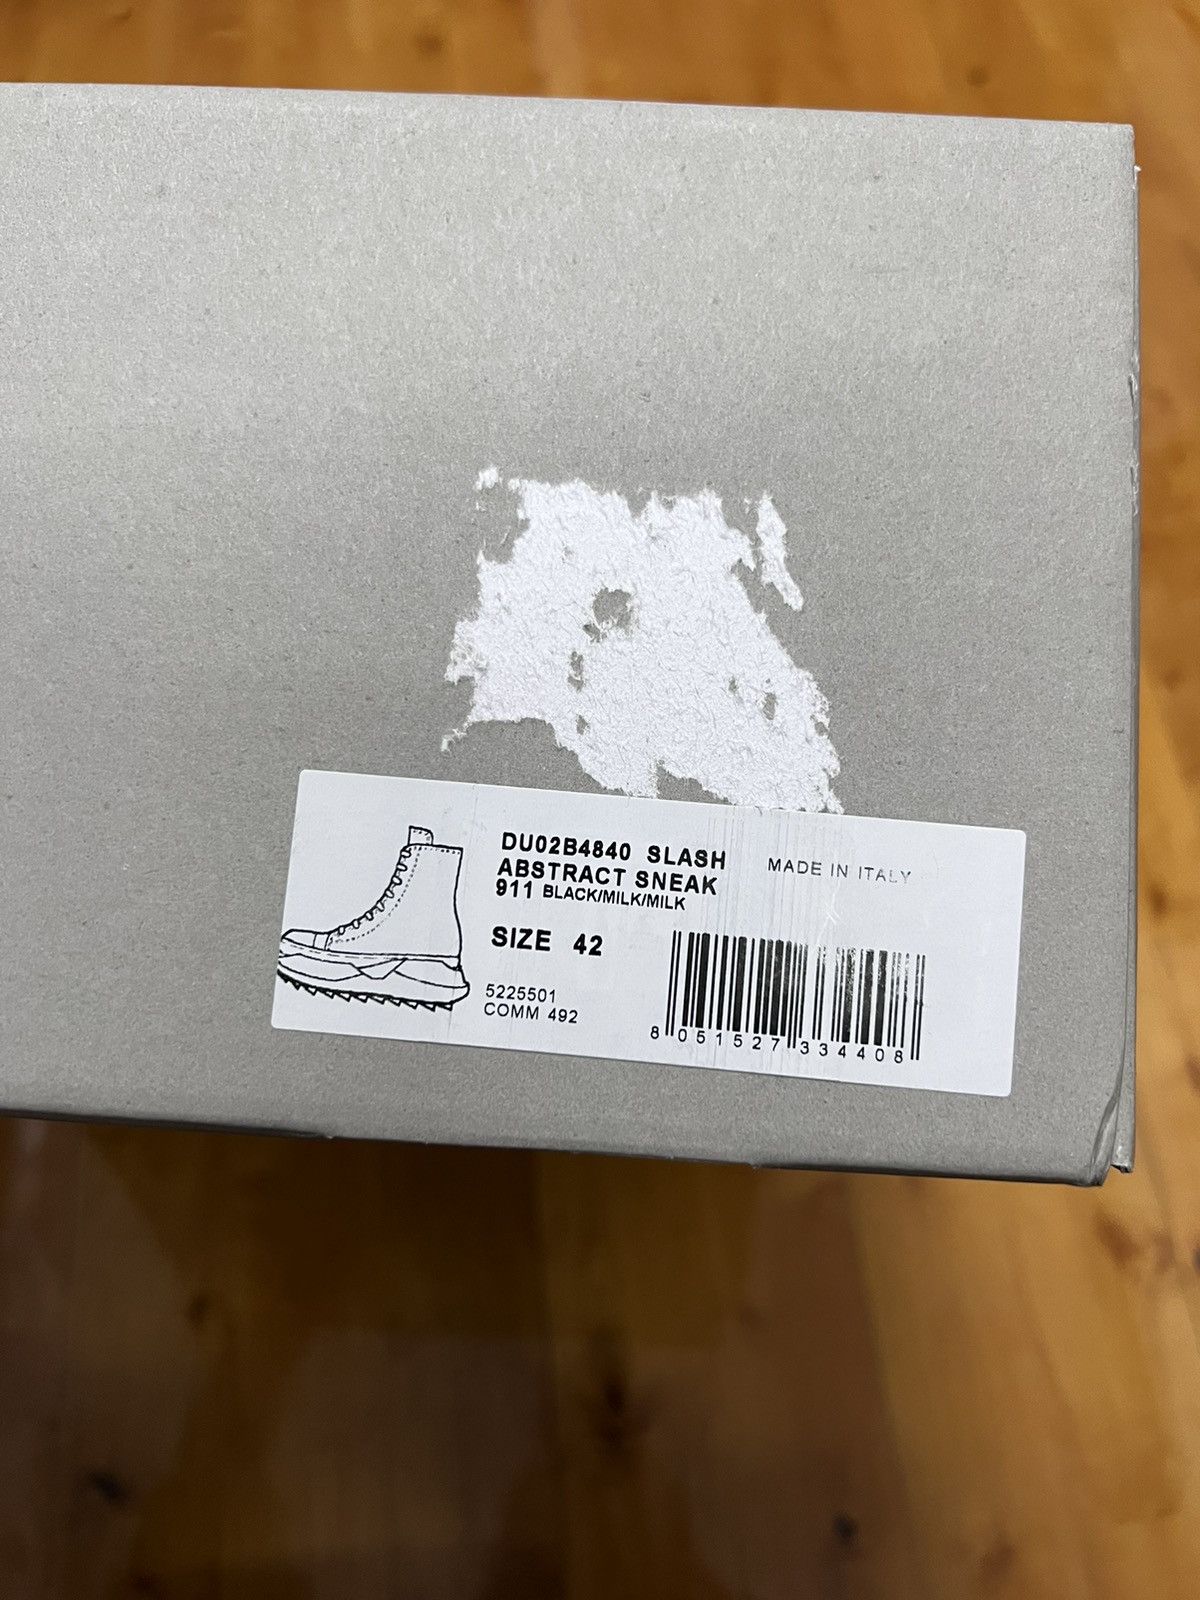 DU02B4840 SLASH
ABSTRACT SNEAK
911 BLACK/MILK/MILK
MADE IN ITALY
SIZE 42
5225501
COMM 492
8 051527 334408